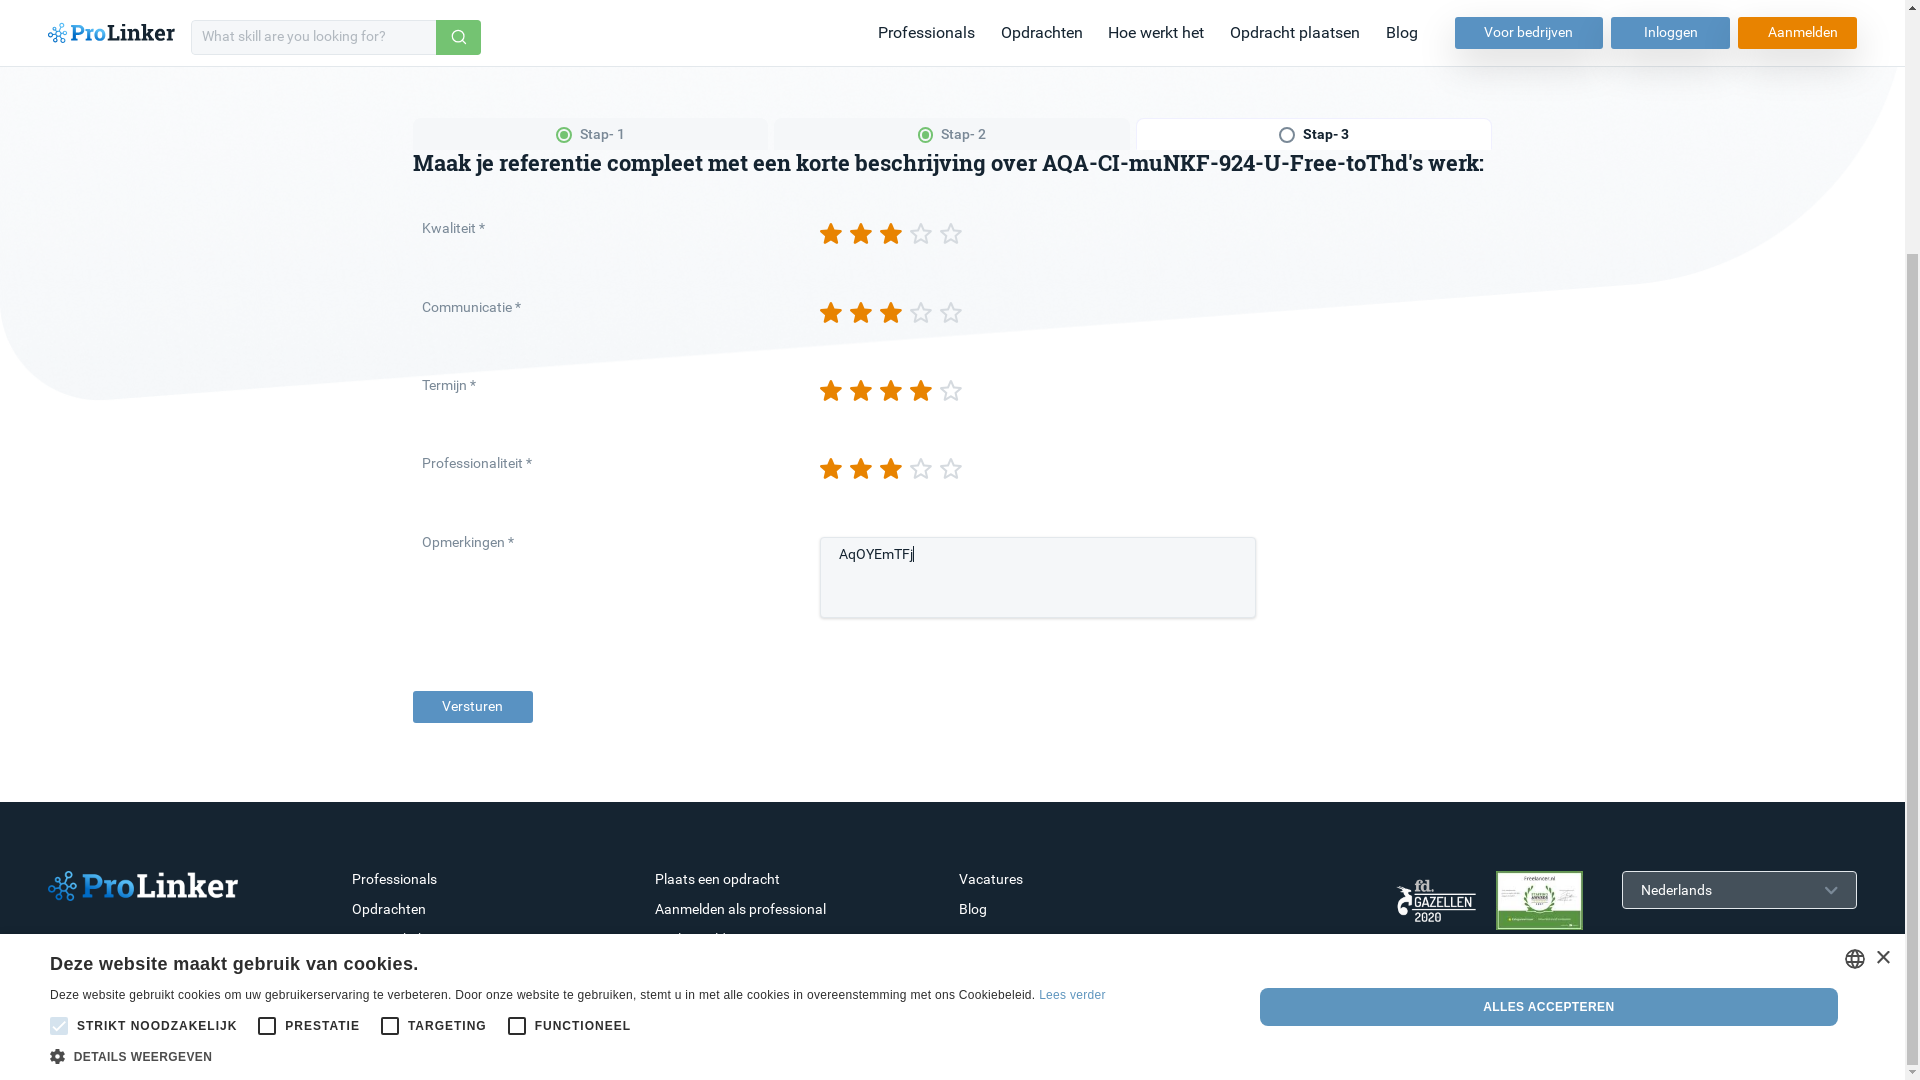 ProLinker
What skill are you looking for?
Professionals
Opdrachten
Hoe werkt het
Opdracht plaatsen
Blog
Voor bedrijven
Inloggen
Aanmelden
Stap- 1
Stap- 2
Stap- 3
Maak je referentie compleet met een korte beschrijving over AQA-CI-muNKF-924-U-Free-toThd's werk:
Kwaliteit *
Communicatie *
Termijn *
Professionaliteit *
Opmerkingen *
AqOYEmTFj
Versturen
ProLinker
Professionals
Opdrachten
Plaats een opdracht
Aanmelden als professional
Vacatures
Blog
fd.
GAZELLEN
2020
Freelancer.nl
Nederlands
Deze website maakt gebruik van cookies.
Deze website gebruikt cookies om uw gebruikerservaring te verbeteren. Door onze website te gebruiken, stemt u in met alle cookies in overeenstemming met ons Cookiebeleid. Lees verder
STRIKT NOODZAKELIJK
PRESTATIE
TARGETING
FUNCTIONEEL
DETAILS WEERGEVEN
ALLES ACCEPTEREN